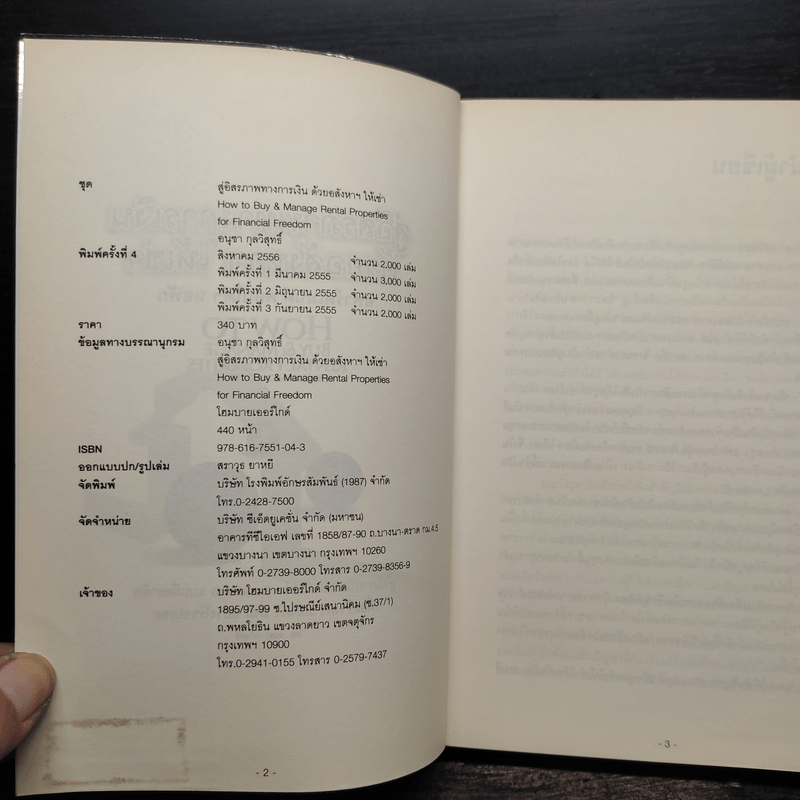 ชุด สู่อิสรภาพทางการเงิน ด้วยอสังหาฯ ให้เช่า
How to Buy & Manage Rental Properties
for Financial Freedom
อนุชา กุลวิสุทธิ์
พิมพ์ครั้งที่ 4 สิงหาคม 2556 จำนวน 2,000 เล่ม
พิมพ์ครั้งที่ 1 มีนาคม 2555 จำนวน 3,000 เล่ม
พิมพ์ครั้งที่ 2 มิถุนายน 2555 จำนวน 2,000 เล่ม
พิมพ์ครั้งที่ 3 กันยายน 2555 จำนวน 2,000 เล่ม
ราคา 340 บาท
ข้อมูลทางบรรณานุกรม อนุชา กุลวิสุทธิ์
สู่อิสรภาพทางการเงิน ด้วยอสังหาฯ ให้เช่า
How to Buy & Manage Rental Properties
for Financial Freedom
โฮมบายเออร์ไกด์
440 หน้า
ISBN 978-616-7551-04-3
ออกแบบปก/รูปเล่ม สราวุธ ยาหยี
จัดพิมพ์ บริษัท โรงพิมพ์อักษรสัมพันธ์ (1987) จำกัด
โทร.0-2428-7500
จัดจำหน่าย บริษัท ซีเอ็ดยูเคชั่น จำกัด (มหาชน)
อาคารทีซีไอเอฟ เลขที่ 1858/87-90 ถ.บางนา-ตราด กม.4.5
แขวงบางนา เขตบางนา กรุงเทพฯ 10260
โทรศัพท์ 0-2739-8000 โทรสาร 0-2739-8356-9
เจ้าของ บริษัท โฮมบายเออร์ไกด์ จำกัด
1895/97-99 ซ.ไปรษณีย์เสนานิคม (ซ.37/1)
ถ.พหลโยธิน แขวงลาดยาว เขตจตุจักร
กรุงเทพฯ 10900
โทร.0-2941-0155 โทรสาร 0-2579-7437
- 2 -
- 3 -